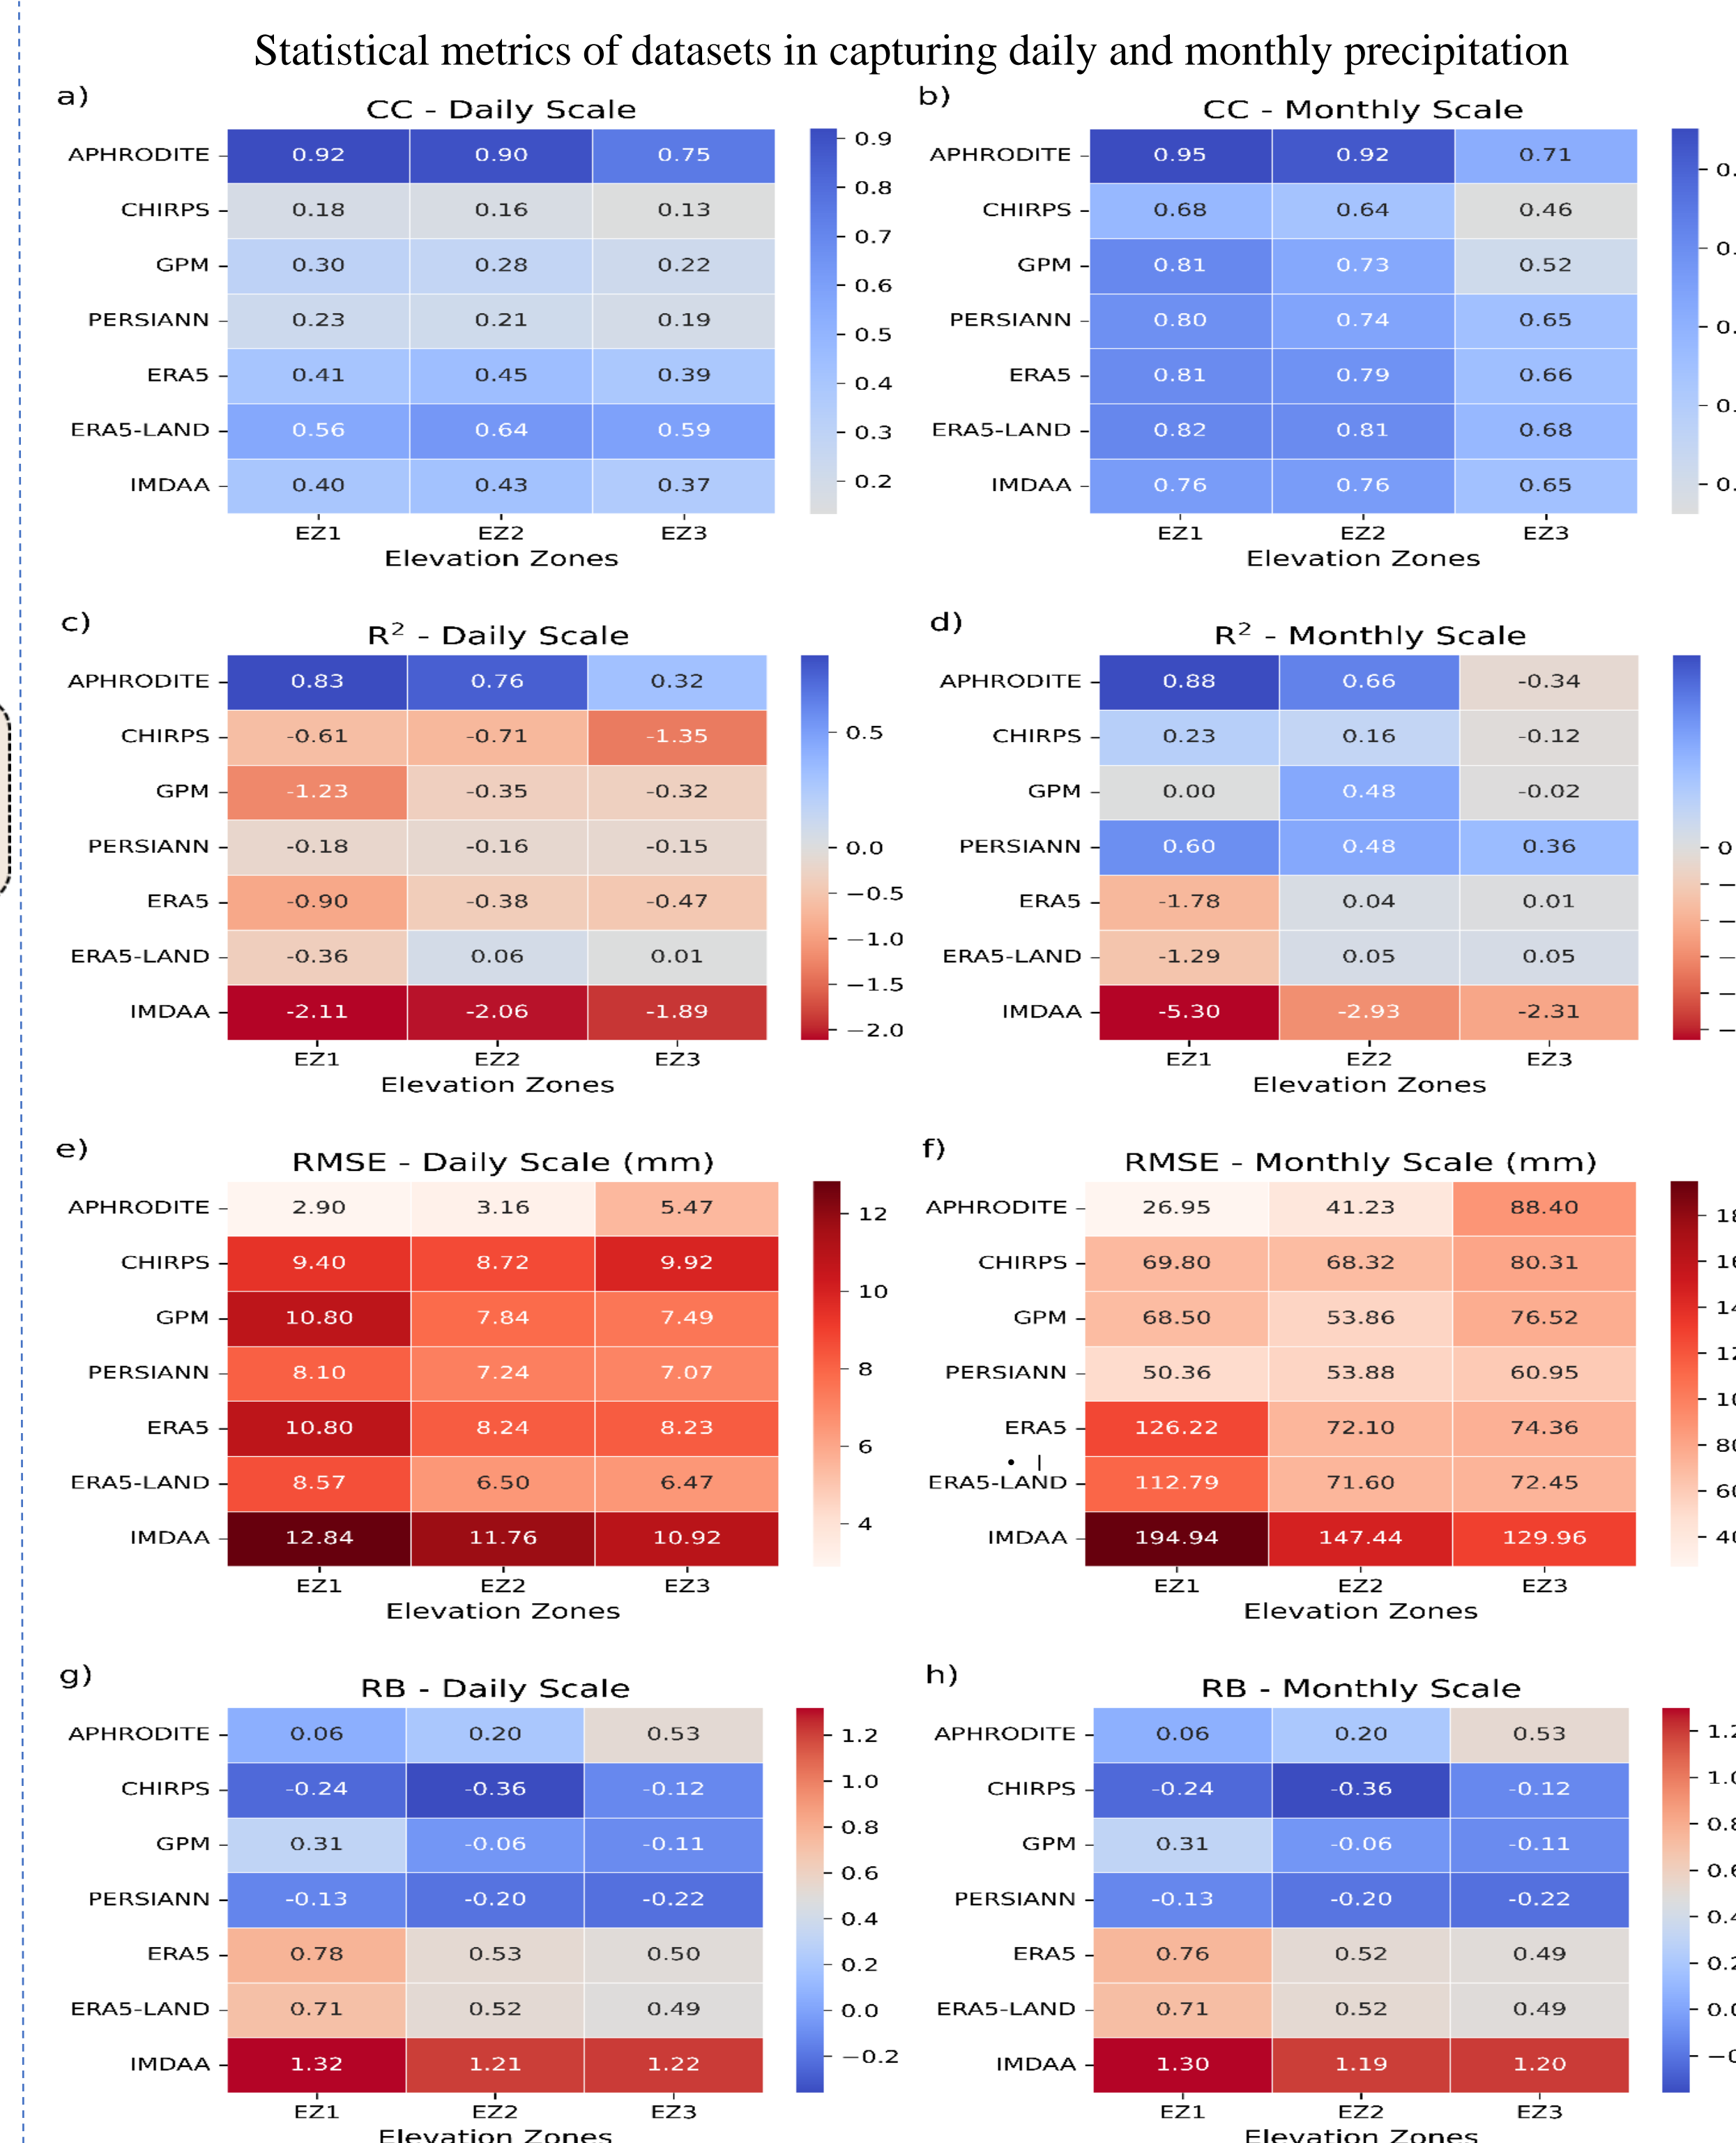 Statistical metrics of datasets in capturing daily and monthly precipitation
a)
CC - Daily Scale
APHRODITE 0.92 0.90 0.75
CHIRPS 0.18 0.16 0.13
GPM 0.30 0.28 0.22
PERSIANN 0.23 0.21 0.19
ERA5 0.41 0.45 0.39
ERA5-LAND 0.56 0.64 0.59
IMDAA 0.40 0.43 0.37
EZ1 EZ2 EZ3
Elevation Zones
0.9
0.8
0.7
0.6
0.5
0.4
0.3
0.2
b)
CC - Monthly Scale
APHRODITE 0.95 0.92 0.71
CHIRPS 0.68 0.64 0.46
GPM 0.81 0.73 0.52
PERSIANN 0.80 0.74 0.65
ERA5 0.81 0.79 0.66
ERA5-LAND 0.82 0.81 0.68
IMDAA 0.76 0.76 0.65
EZ1 EZ2 EZ3
Elevation Zones
c)
R² - Daily Scale
APHRODITE 0.83 0.76 0.32
CHIRPS -0.61 -0.71 -1.35
GPM -1.23 -0.35 -0.32
PERSIANN -0.18 -0.16 -0.15
ERA5 -0.90 -0.38 -0.47
ERA5-LAND -0.36 0.06 0.01
IMDAA -2.11 -2.06 -1.89
EZ1 EZ2 EZ3
Elevation Zones
0.5
0.0
−0.5
−1.0
−1.5
−2.0
d)
R² - Monthly Scale
APHRODITE 0.88 0.66 -0.34
CHIRPS 0.23 0.16 -0.12
GPM 0.00 0.48 -0.02
PERSIANN 0.60 0.48 0.36
ERA5 -1.78 0.04 0.01
ERA5-LAND -1.29 0.05 0.05
IMDAA -5.30 -2.93 -2.31
EZ1 EZ2 EZ3
Elevation Zones
e)
RMSE - Daily Scale (mm)
APHRODITE 2.90 3.16 5.47
CHIRPS 9.40 8.72 9.92
GPM 10.80 7.84 7.49
PERSIANN 8.10 7.24 7.07
ERA5 10.80 8.24 8.23
ERA5-LAND 8.57 6.50 6.47
IMDAA 12.84 11.76 10.92
EZ1 EZ2 EZ3
Elevation Zones
12
10
8
6
4
f)
RMSE - Monthly Scale (mm)
APHRODITE 26.95 41.23 88.40
CHIRPS 69.80 68.32 80.31
GPM 68.50 53.86 76.52
PERSIANN 50.36 53.88 60.95
ERA5 126.22 72.10 74.36
ERA5-LAND 112.79 71.60 72.45
IMDAA 194.94 147.44 129.96
EZ1 EZ2 EZ3
Elevation Zones
g)
RB - Daily Scale
APHRODITE 0.06 0.20 0.53
CHIRPS -0.24 -0.36 -0.12
GPM 0.31 -0.06 -0.11
PERSIANN -0.13 -0.20 -0.22
ERA5 0.78 0.53 0.50
ERA5-LAND 0.71 0.52 0.49
IMDAA 1.32 1.21 1.22
EZ1 EZ2 EZ3
Elevation Zones
1.2
1.0
0.8
0.6
0.4
0.2
0.0
−0.2
h)
RB - Monthly Scale
APHRODITE 0.06 0.20 0.53
CHIRPS -0.24 -0.36 -0.12
GPM 0.31 -0.06 -0.11
PERSIANN -0.13 -0.20 -0.22
ERA5 0.76 0.52 0.49
ERA5-LAND 0.71 0.52 0.49
IMDAA 1.30 1.19 1.20
EZ1 EZ2 EZ3
Elevation Zones